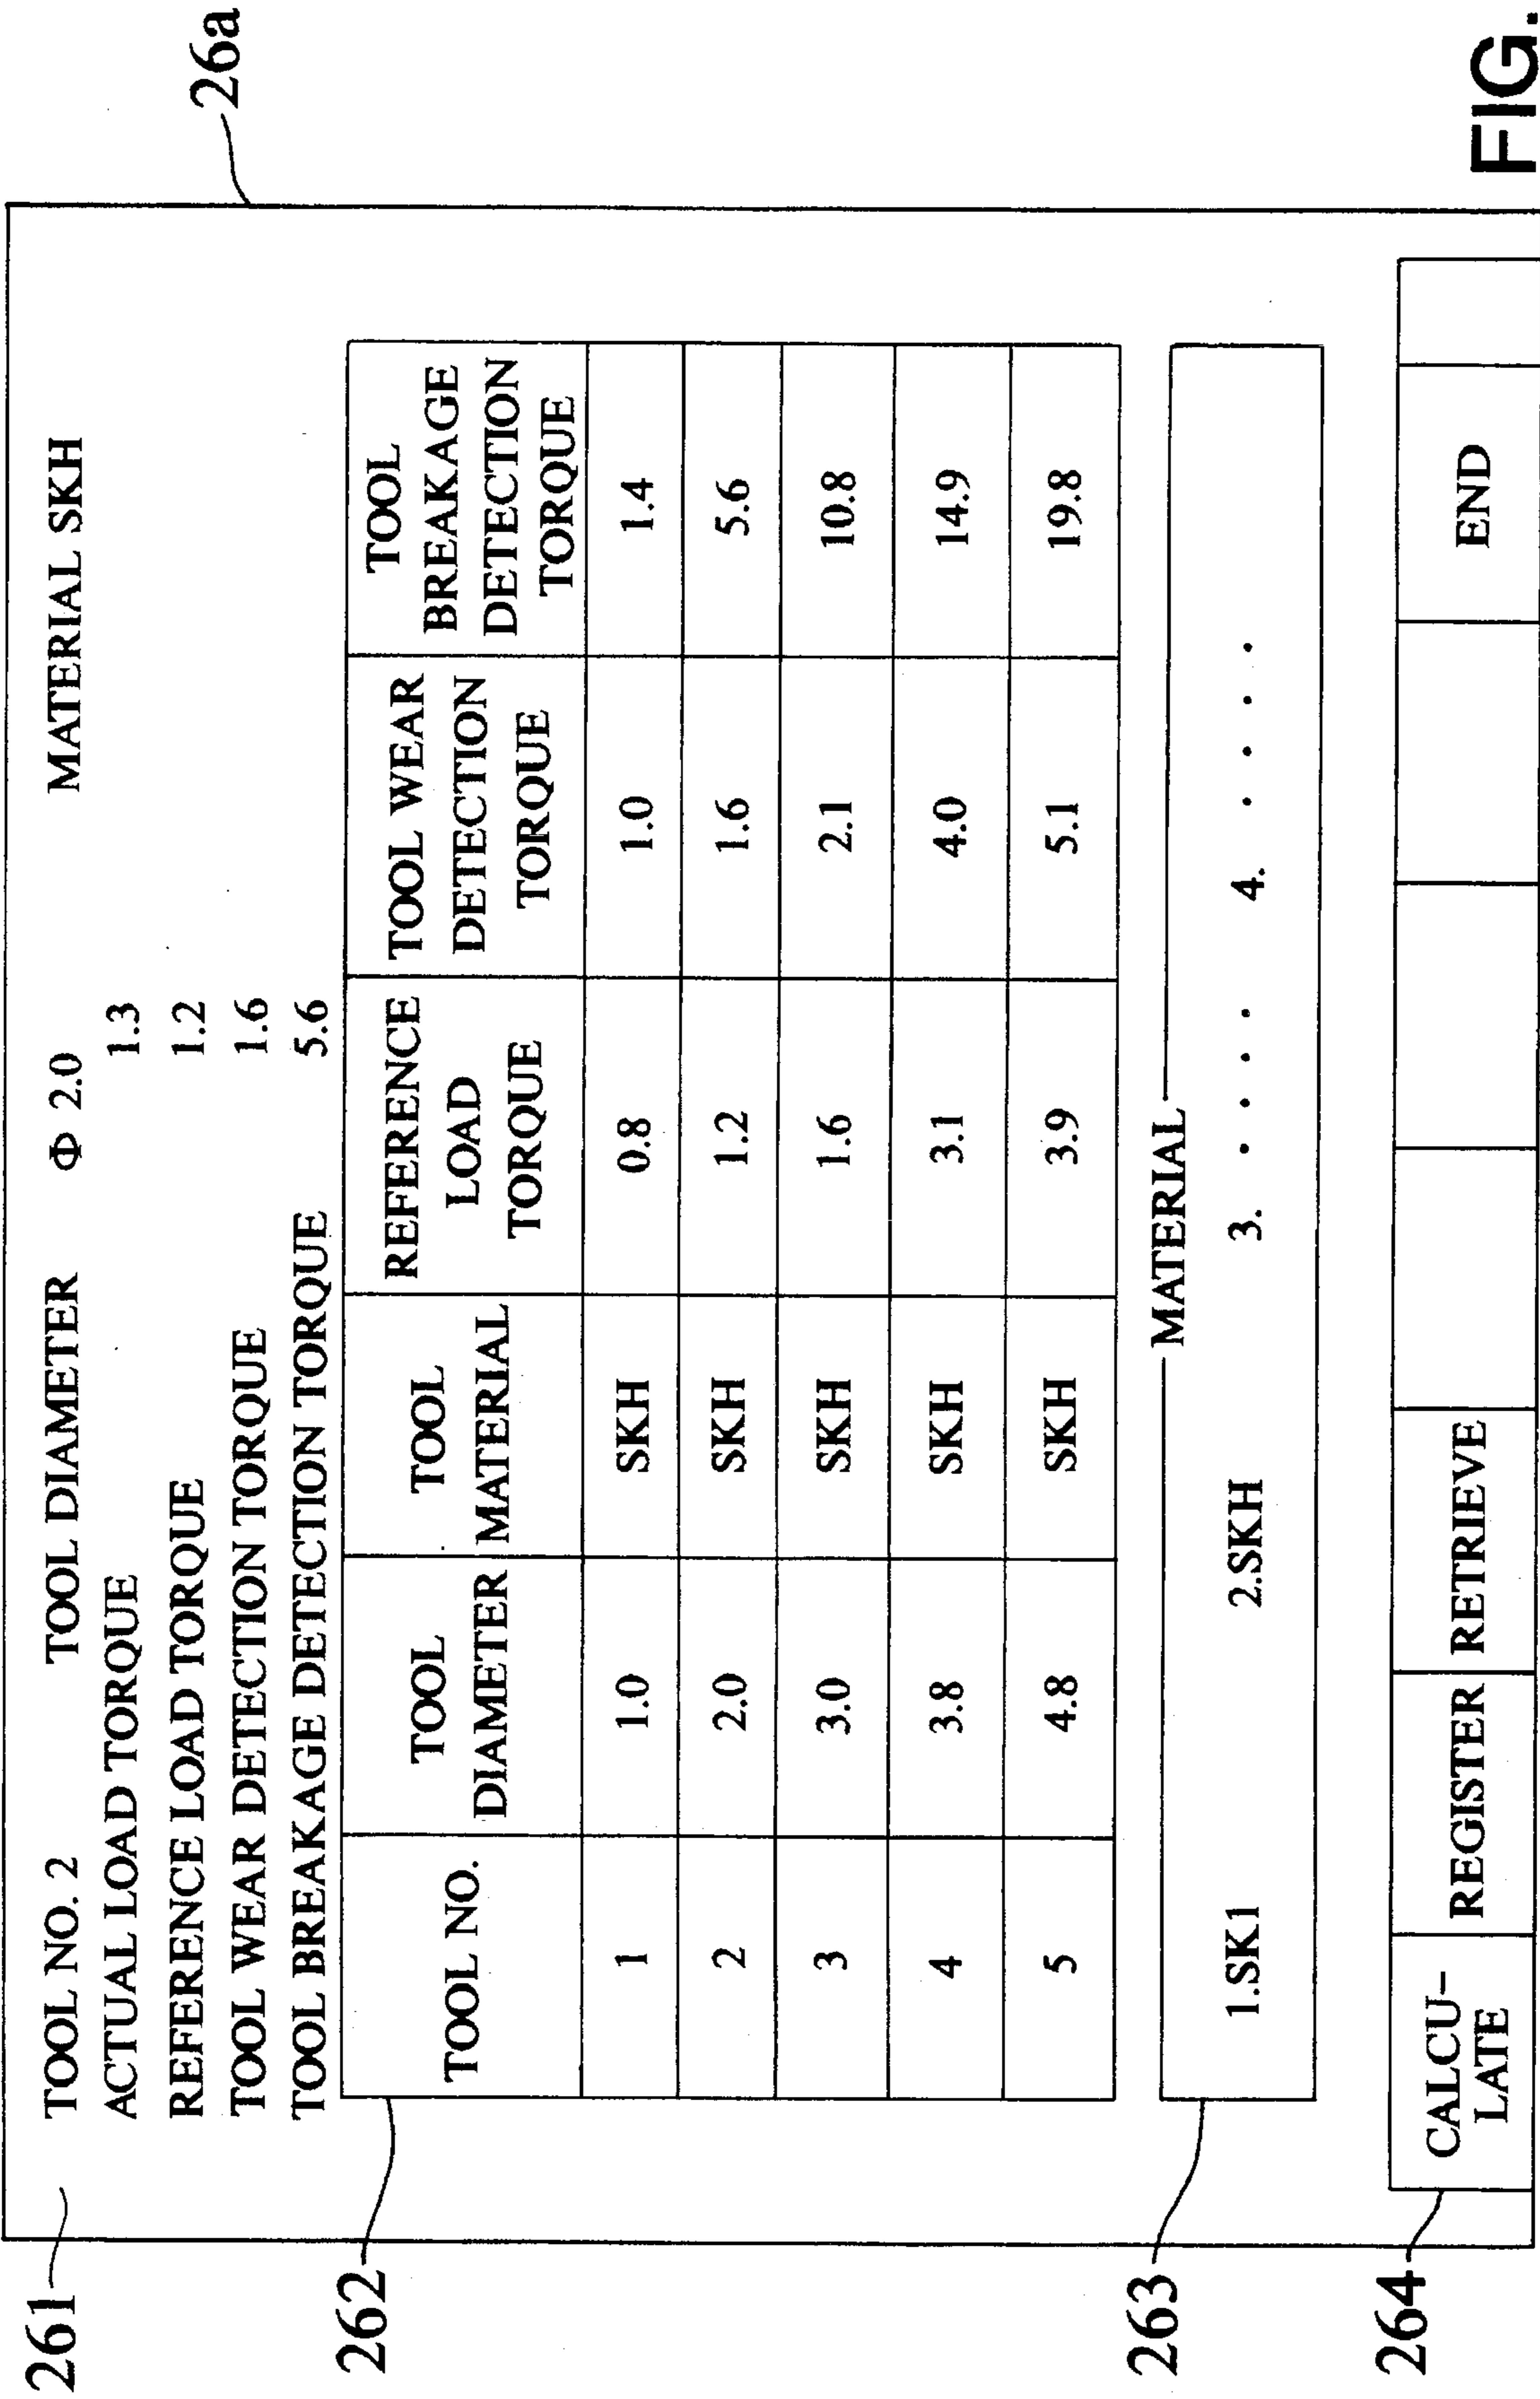 26a
261
TOOL NO. 2 TOOL DIAMETER Φ 2.0 MATERIAL SKH
ACTUAL LOAD TORQUE 1.3
REFERENCE LOAD TORQUE 1.2
TOOL WEAR DETECTION TORQUE 1.6
TOOL BREAKAGE DETECTION TORQUE 5.6
262
TOOL NO. TOOL DIAMETER TOOL MATERIAL REFERENCE LOAD TORQUE TOOL WEAR DETECTION TORQUE TOOL BREAKAGE DETECTION TORQUE
1 1.0 SKH 0.8 1.0 1.4
2 2.0 SKH 1.2 1.6 5.6
3 3.0 SKH 1.6 2.1 10.8
4 3.8 SKH 3.1 4.0 14.9
5 4.8 SKH 3.9 5.1 19.8
263
MATERIAL
1.SK1 2.SKH 3. . . . . 4. . . . .
264
CALCU-
LATE
REGISTER RETRIEVE END
FIG.